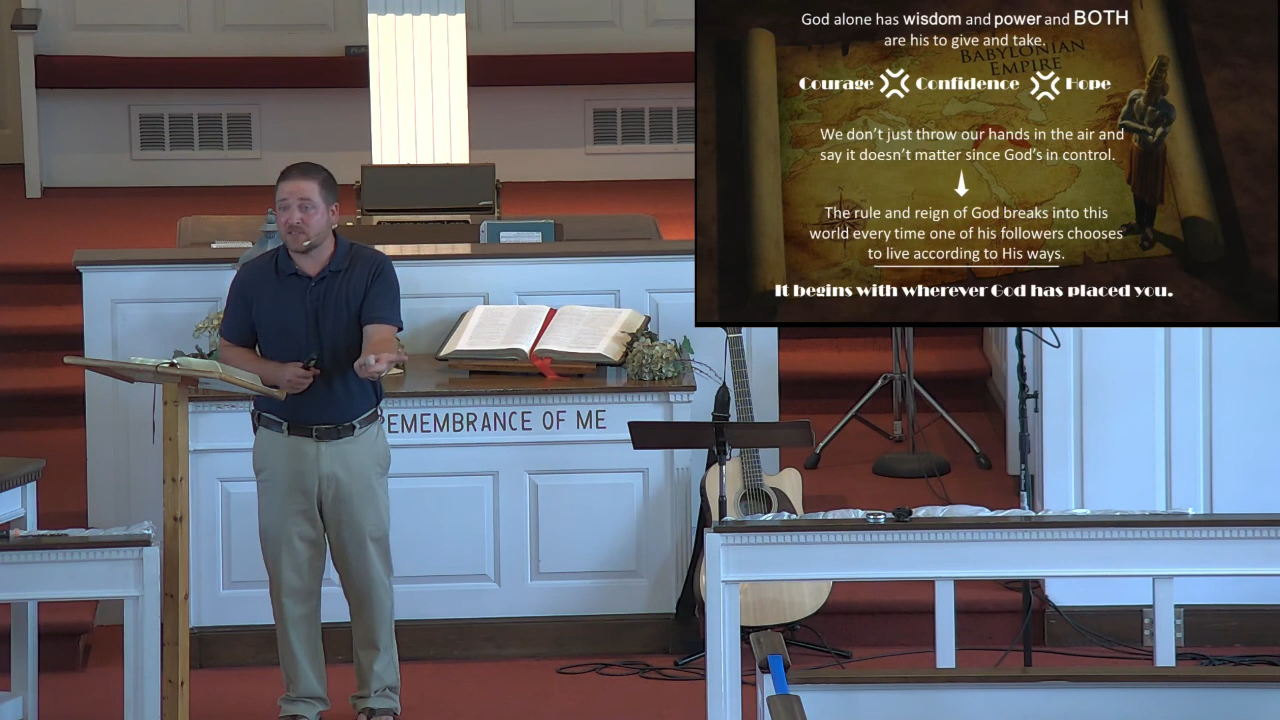 God alone has wisdom and power and BOTH
are his to give and take.
BABYLONIAN
EMPIRE
Courage Confidence Hope
We don't just throw our hands in the air and
say it doesn't matter since God's in control.
The rule and reign of God breaks into this
world every time one of his followers chooses
to live according to His ways.
It begins with wherever God has placed you.
EMEMBRANCE OF ME